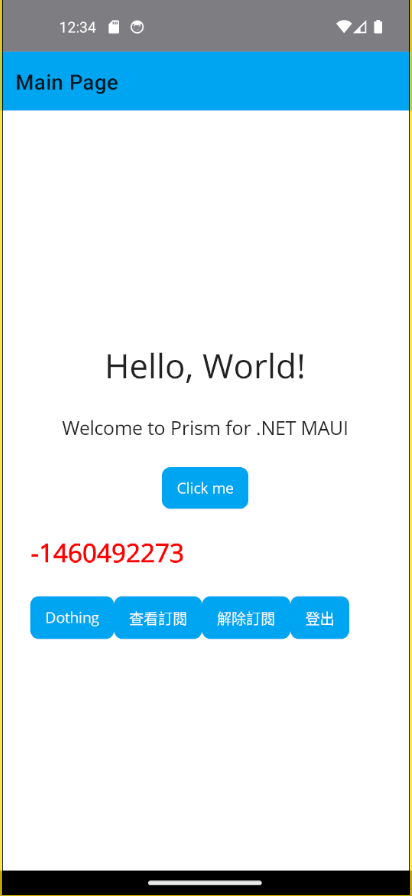 12:34
Main Page
Hello, World!
Welcome to Prism for .NET MAUI
Click me
-1460492273
Dothing 查看訂閱 解除訂閱 登出